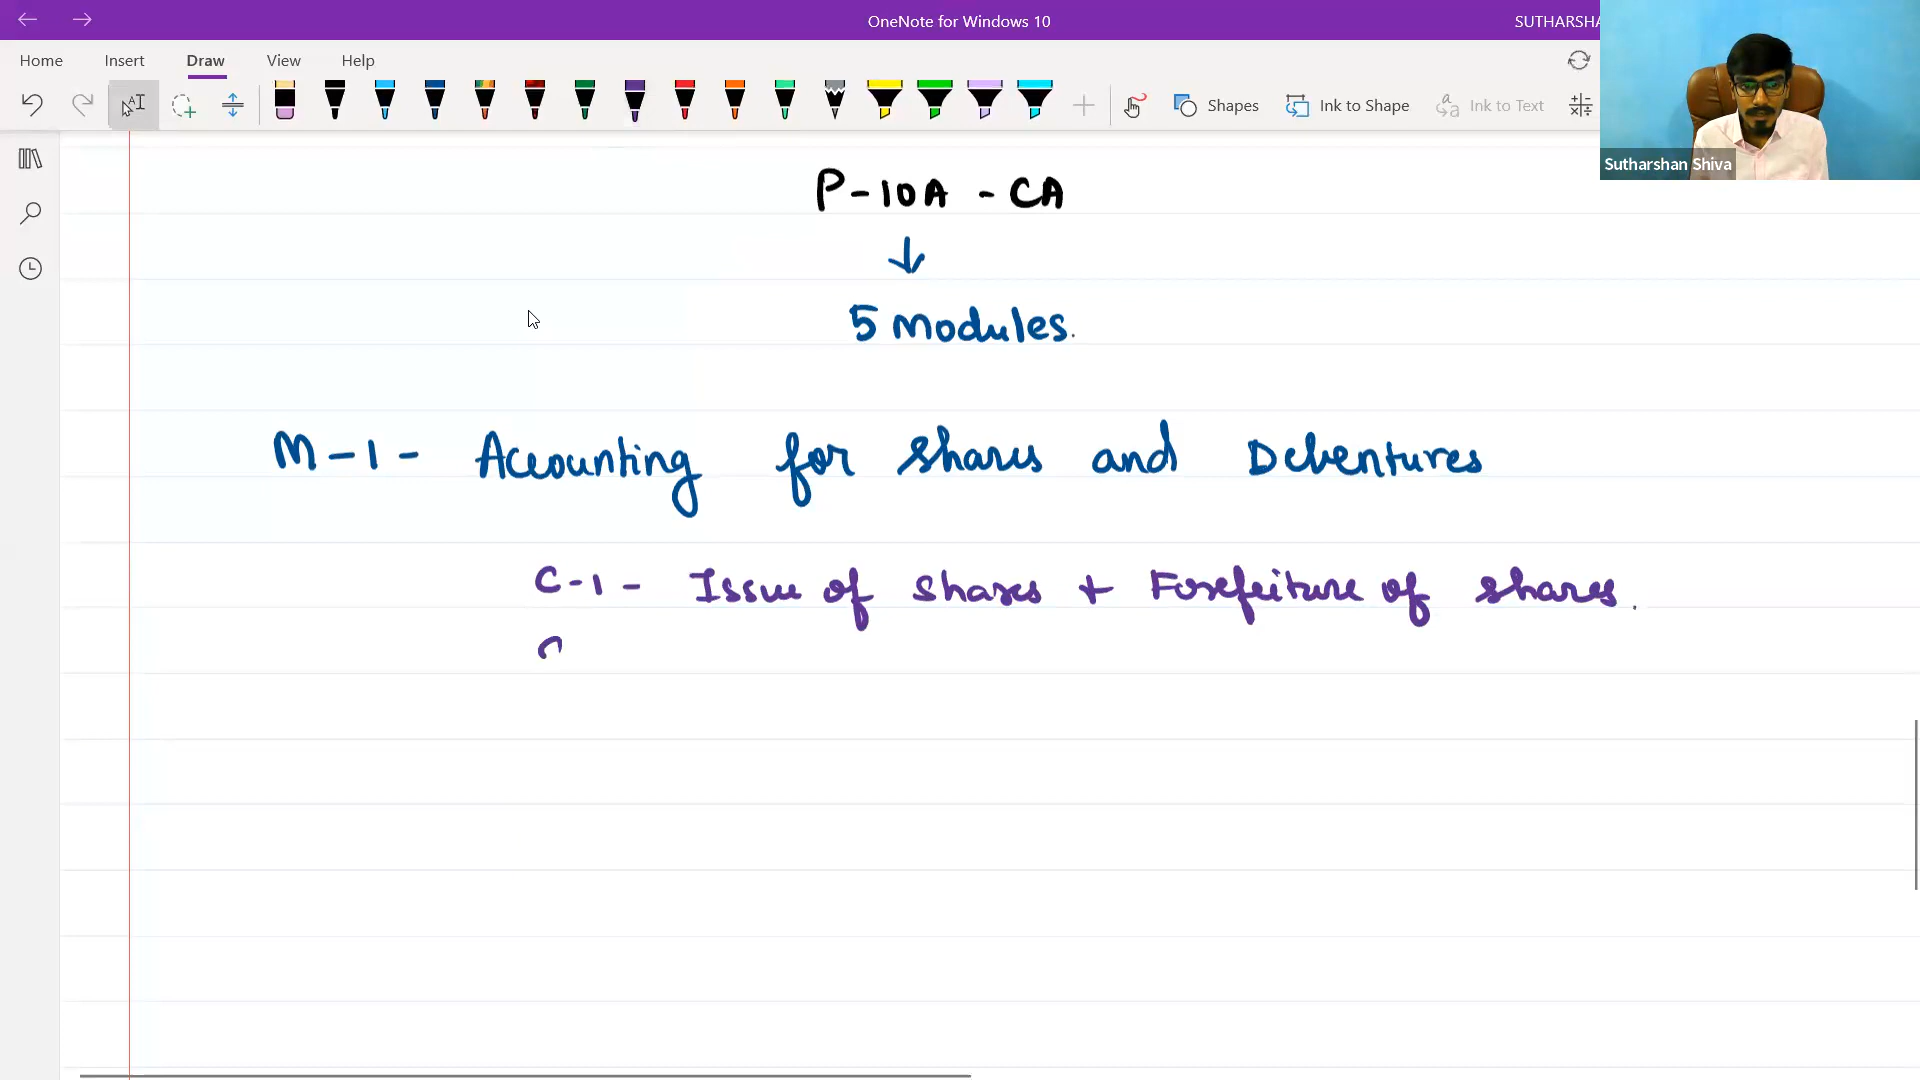 OneNote for Windows 10
SUTHARSHA
Home Insert Draw View Help
Shapes Ink to Shape Ink to Text
Sutharshan Shiva
P-10A - CA
↓
5 Modules.
M-1- Accounting for shares and Debentures
C-1- Issue of shares + Forefeiture of shares.